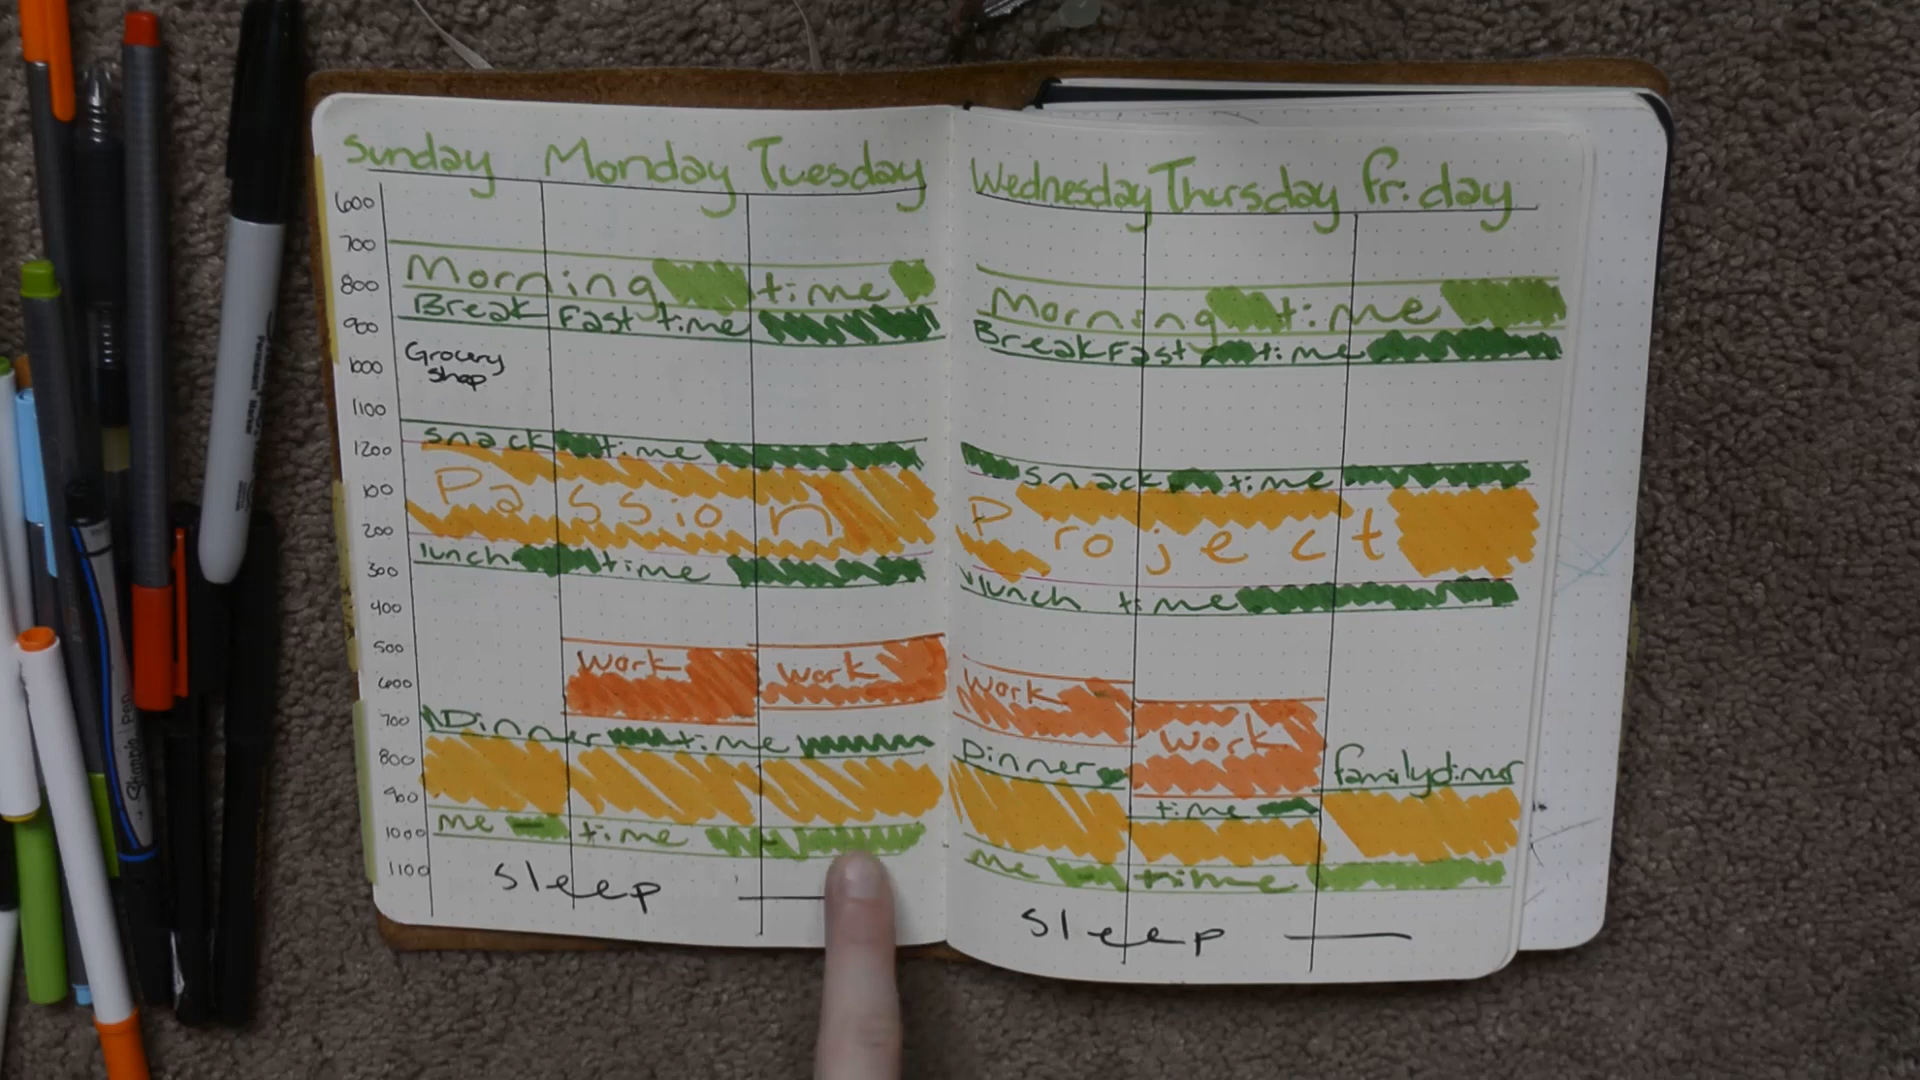 Sunday Monday Tuesday Wednesday Thursday Friday
600
700
Morning time Morning time
800
Breakfast time Breakfast time
900
Grocery
shop
1000
1100
snack time snack time
1200
100
Passion Project
200
lunch time lunch time
300
400
500
Work Work Work Work
600
700
Dinner time Dinner time family dinner
800
900
me time me time
1000
1100
sleep sleep